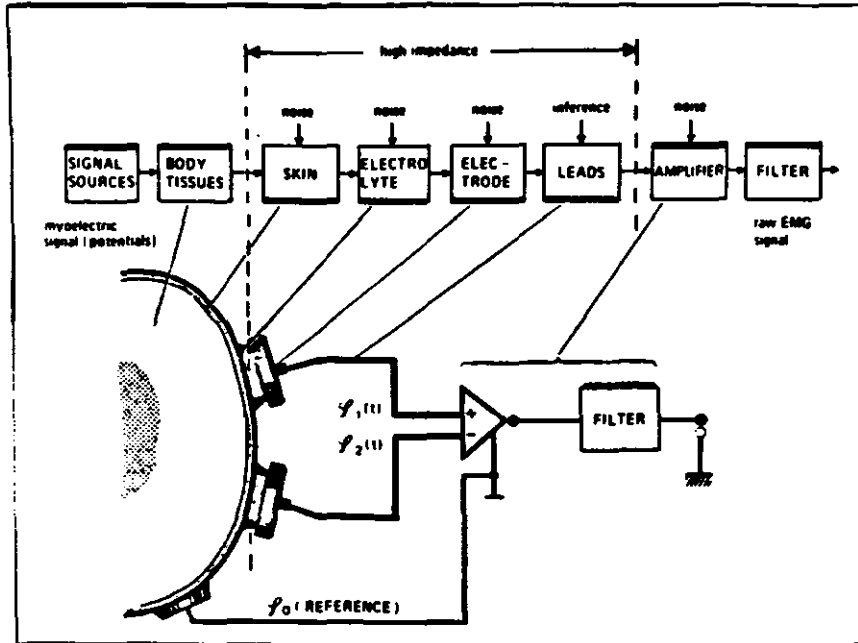 high impedance
noise noise noise inference noise
SIGNAL SOURCES
BODY TISSUES
SKIN
ELECTRO LYTE
ELEC- TRODE
LEADS
AMPLIFIER
FILTER
myoelectric
signal (potentials)
raw EMG
signal
φ1(t)
φ2(t)
+
-
FILTER
φ0 (REFERENCE)